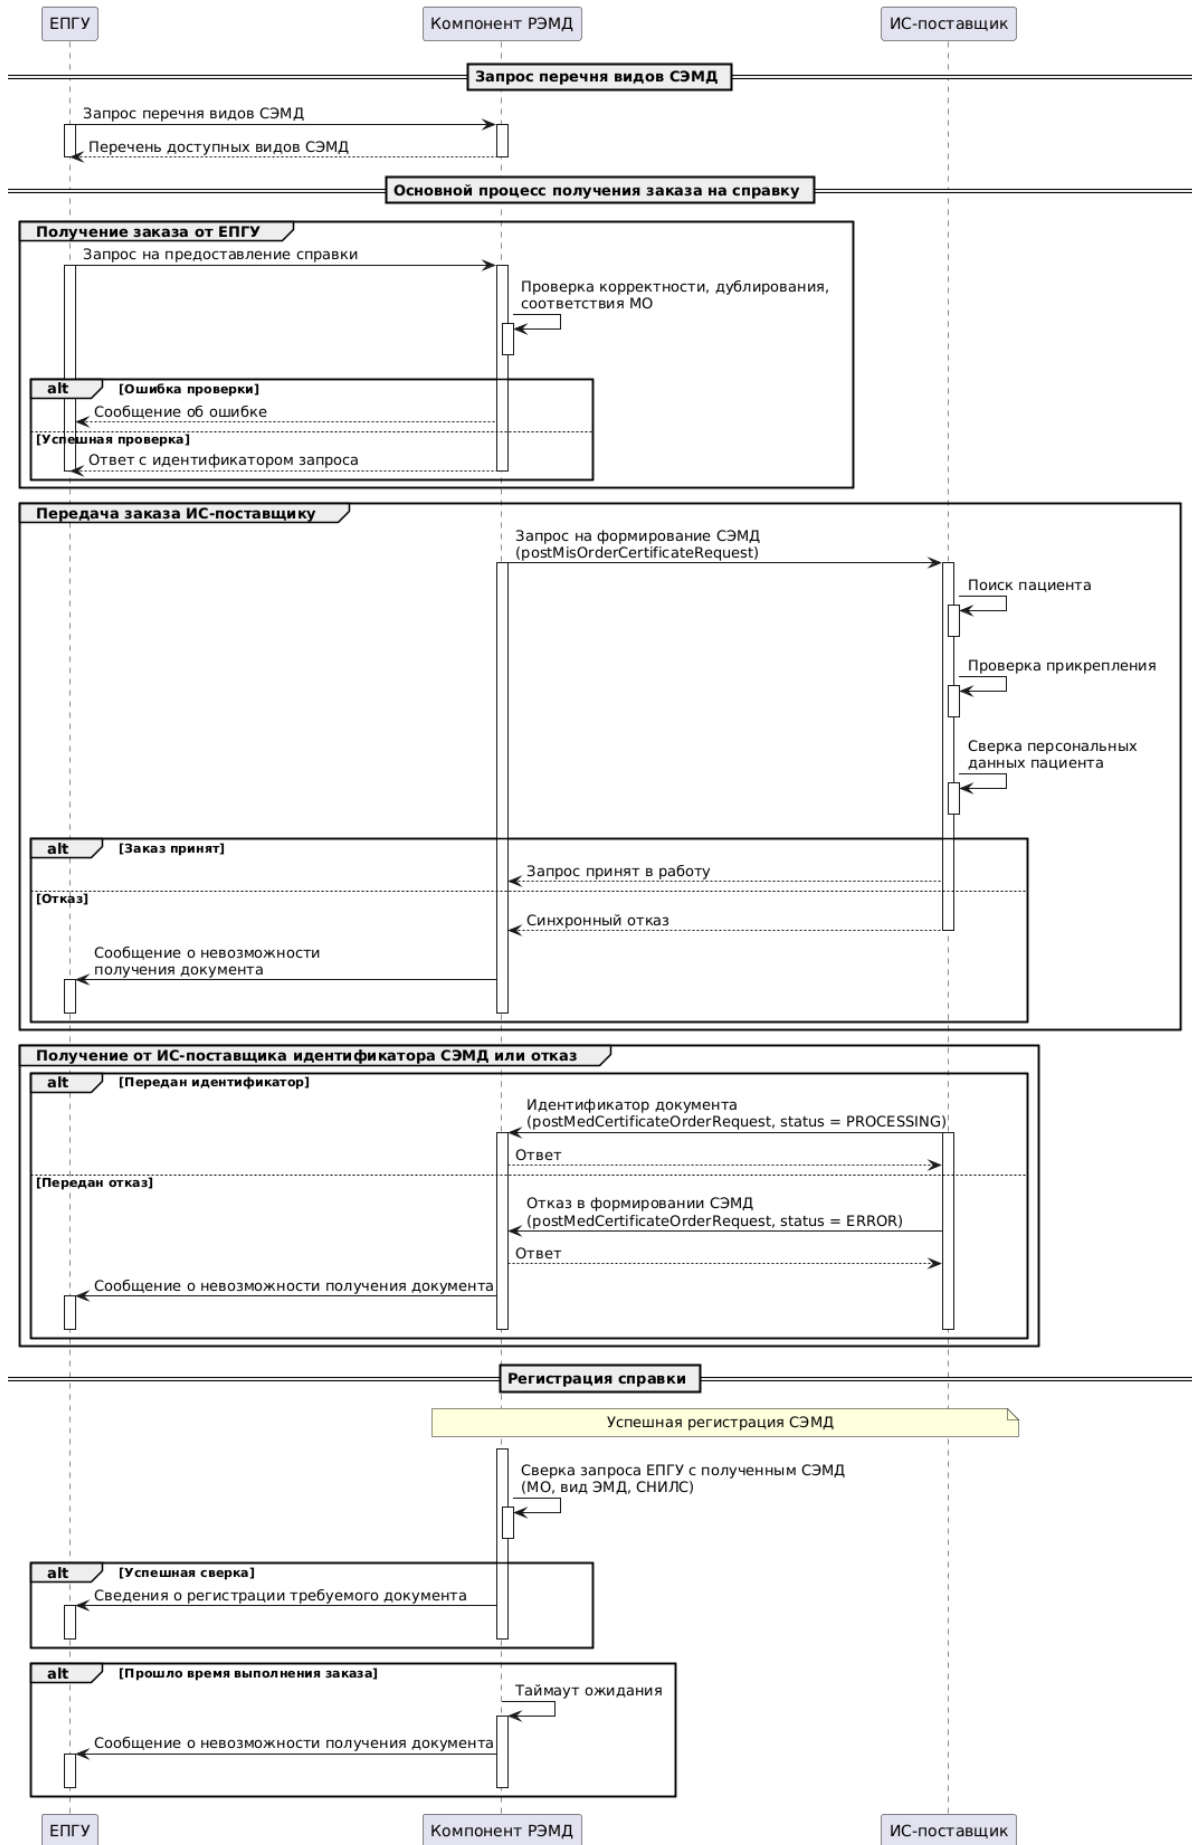 ЕПГУ
Компонент РЭМД
ИС-поставщик
Запрос перечня видов СЭМД
Запрос перечня видов СЭМД
Перечень доступных видов СЭМД
Основной процесс получения заказа на справку
Получение заказа от ЕПГУ
Запрос на предоставление справки
Проверка корректности, дублирования,
соответствия МО
alt
[Ошибка проверки]
Сообщение об ошибке
[Успешная проверка]
Ответ с идентификатором запроса
Передача заказа ИС-поставщику
Запрос на формирование СЭМД
(postMisOrderCertificateRequest)
Поиск пациента
Проверка прикрепления
Сверка персональных
данных пациента
alt
[Заказ принят]
Запрос принят в работу
[Отказ]
Синхронный отказ
Сообщение о невозможности
получения документа
Получение от ИС-поставщика идентификатора СЭМД или отказ
alt
[Передан идентификатор]
Идентификатор документа
(postMedCertificateOrderRequest, status = PROCESSING)
Ответ
[Передан отказ]
Отказ в формировании СЭМД
(postMedCertificateOrderRequest, status = ERROR)
Ответ
Сообщение о невозможности получения документа
Регистрация справки
Успешная регистрация СЭМД
Сверка запроса ЕПГУ с полученным СЭМД
(МО, вид ЭМД, СНИЛС)
alt
[Успешная сверка]
Сведения о регистрации требуемого документа
alt
[Прошло время выполнения заказа]
Таймаут ожидания
Сообщение о невозможности получения документа
ЕПГУ
Компонент РЭМД
ИС-поставщик